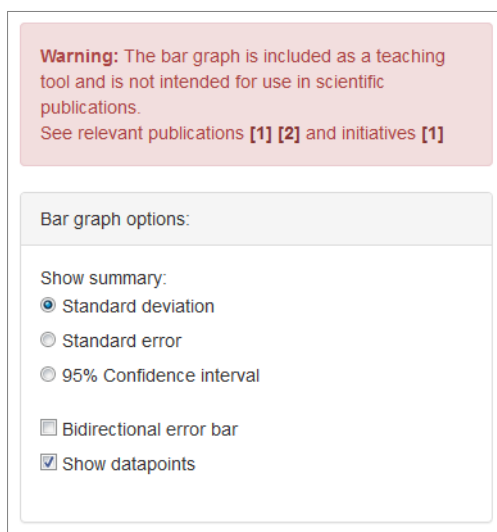 Warning: The bar graph is included as a teaching
tool and is not intended for use in scientific
publications.
See relevant publications [1] [2] and initiatives [1]
Bar graph options:
Show summary:
Standard deviation
Standard error
95% Confidence interval
Bidirectional error bar
Show datapoints